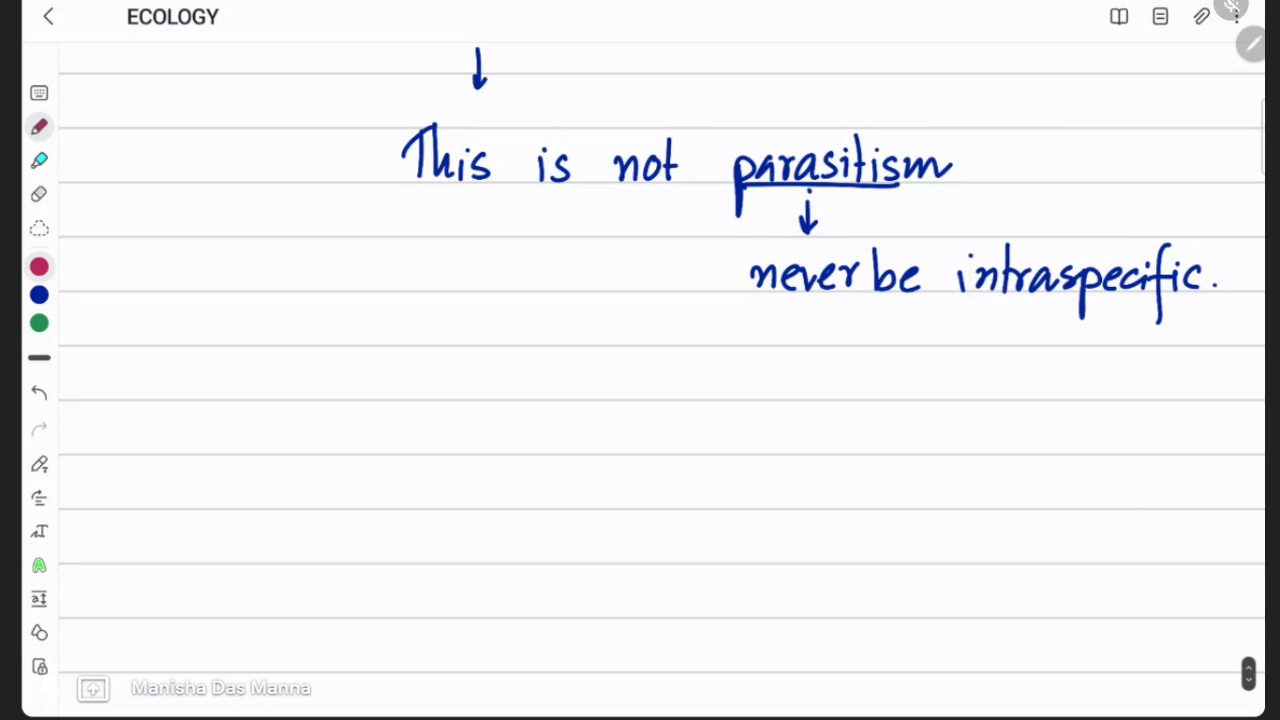 ECOLOGY
This is not parasitism
never be intraspecific.
Manisha Das Manna